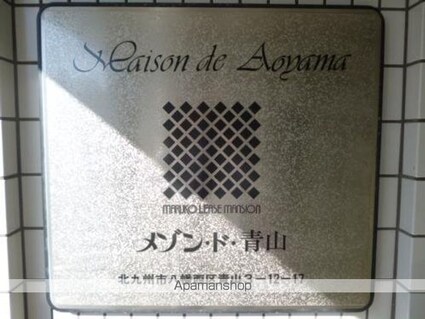 Maison de Aoyama
MARUKO LEASE MANSION
メゾン・ド・青山
北九州市八幡西区青山3-12-17
Apamanshop